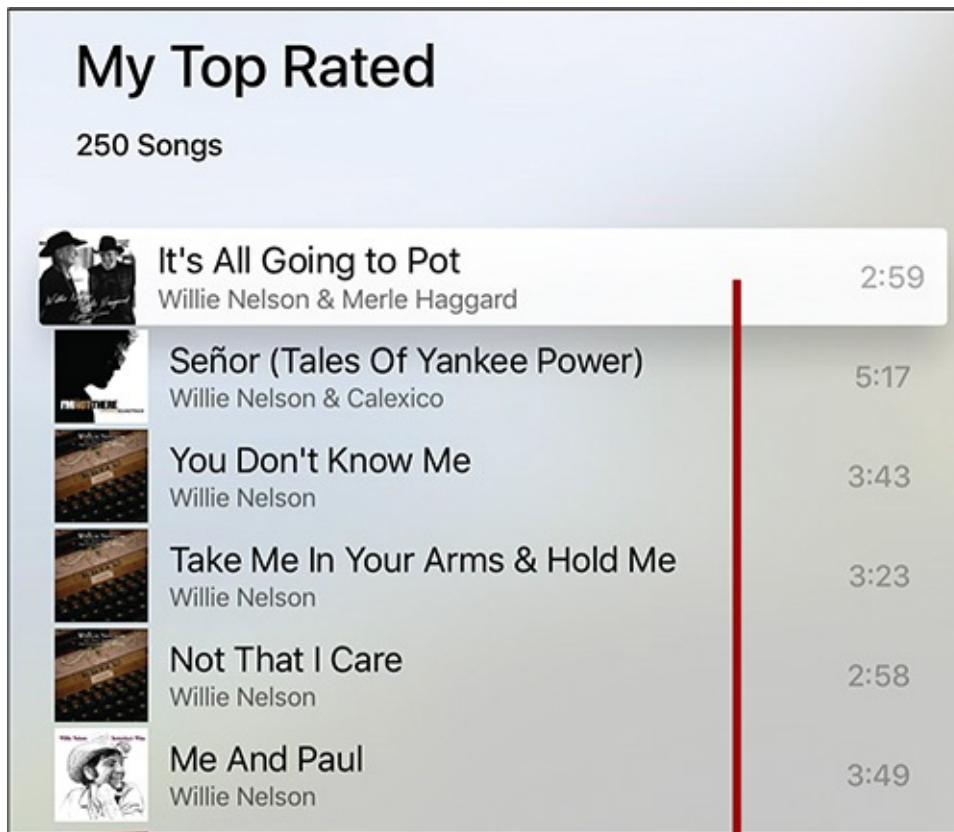 My Top Rated
250 Songs
It's All Going to Pot
Willie Nelson & Merle Haggard
2:59
Señor (Tales Of Yankee Power)
Willie Nelson & Calexico
5:17
I'M NOT THERE
You Don't Know Me
Willie Nelson
3:43
Take Me In Your Arms & Hold Me
Willie Nelson
3:23
Not That I Care
Willie Nelson
2:58
Me And Paul
Willie Nelson
3:49